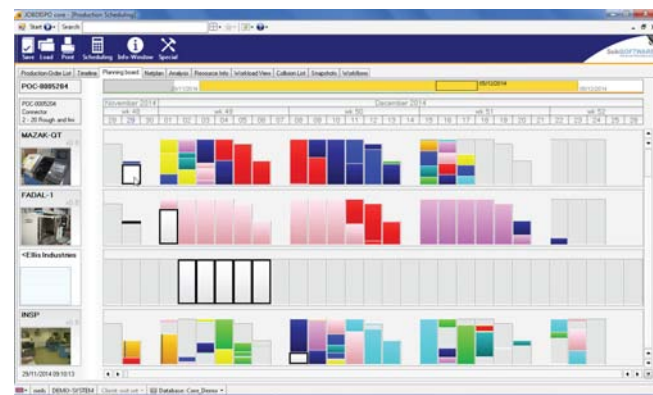 JOBDISPO core - [Production Scheduling]
Start Search
Save Load Print Scheduling Info Window Special
Production Order List Timeline Planning board Netplan Analysis Resource Info Workload View Collision List Snapshots Workflows
POC-0005204
05/12/2014
POC-0005204
Connector
2 - 20 Rough and fini
November 2014 December 2014
wk 48 wk 49 wk 50 wk 51 wk 52
28 29 30 01 02 03 04 05 06 07 08 09 10 11 12 13 14 15 16 17 18 19 20 21 22 23 24 25 26
MAZAK-QT
FADAL-1
<Ellis Industries
INSP
29/11/2014 09:10:13
DEMO-SYSTEM Database: Core_Demo